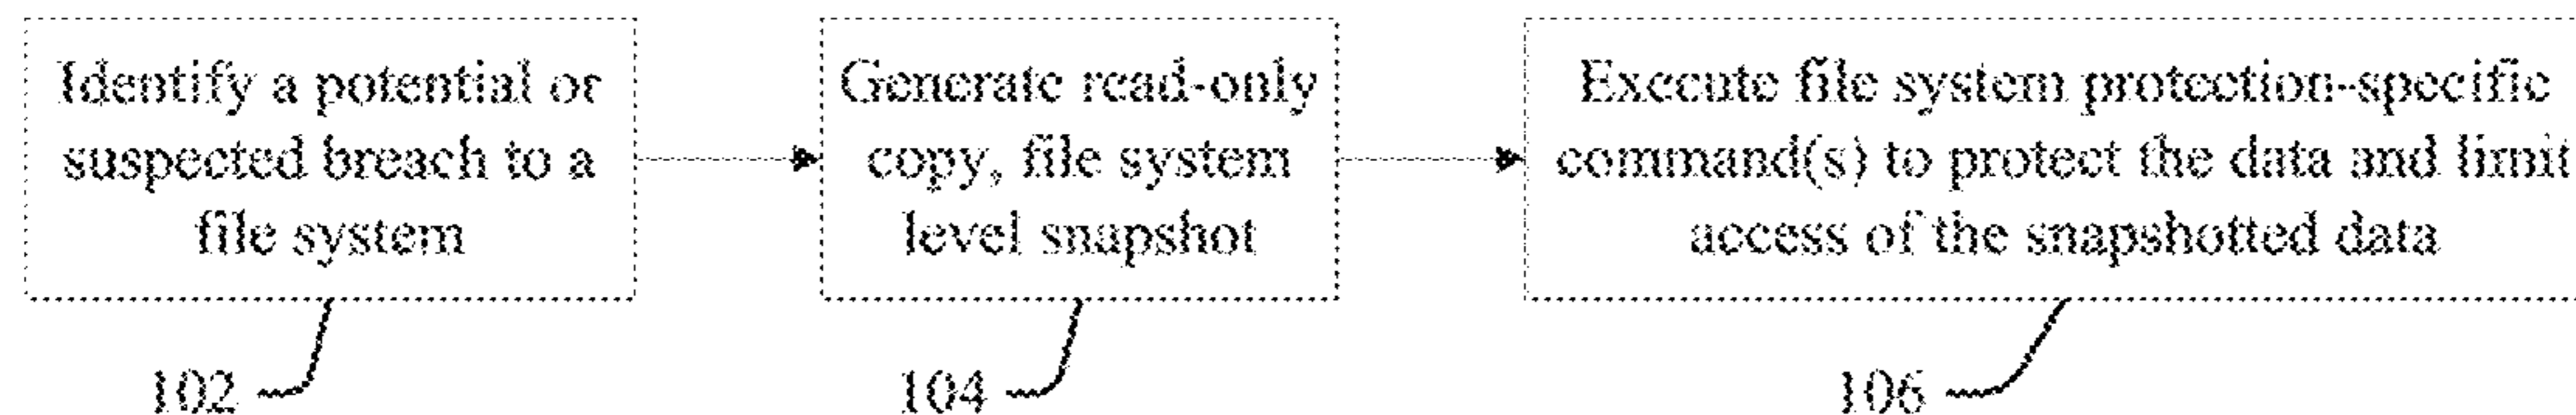 Identify a potential or
suspected breach to a
file system
Generate read-only
copy, file system
level snapshot
Execute file system protection-specific
command(s) to protect the data and limit
access of the snapshotted data
102
104
106